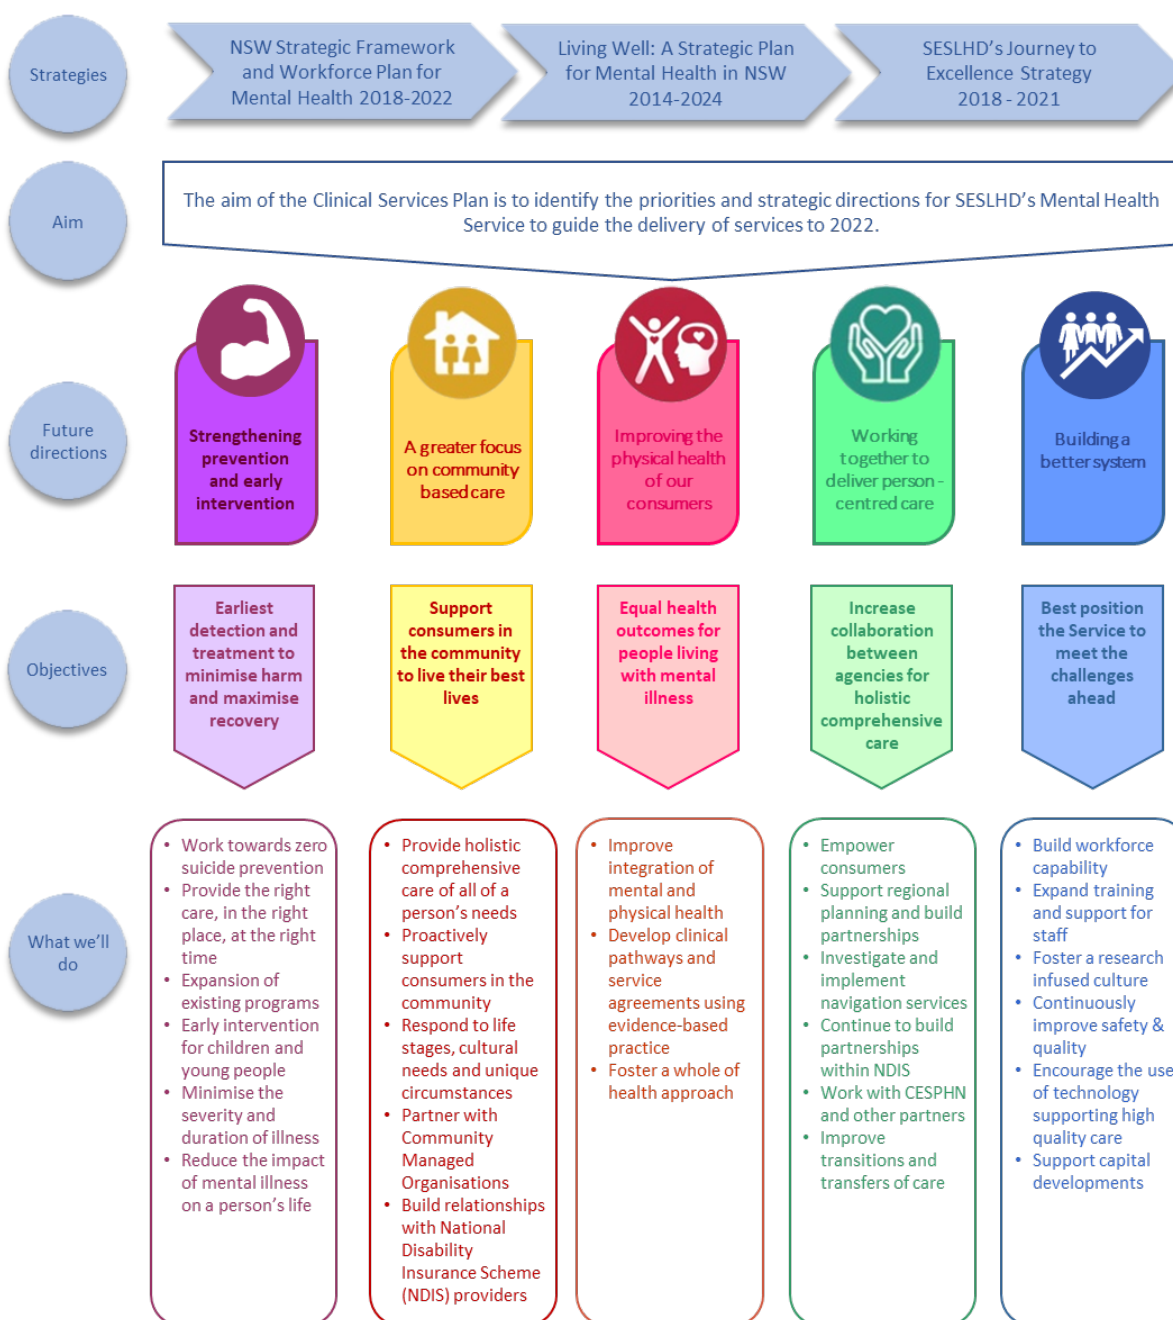 Strategies
NSW Strategic Framework
and Workforce Plan for
Mental Health 2018-2022
Living Well: A Strategic Plan
for Mental Health in NSW
2014-2024
SESLHD's Journey to
Excellence Strategy
2018 - 2021
Aim
The aim of the Clinical Services Plan is to identify the priorities and strategic directions for SESLHD's Mental Health
Service to guide the delivery of services to 2022.
Future
directions
Strengthening
prevention
and early
intervention
A greater focus
on community
based care
Improving the
physical health
of our
consumers
Working
together to
deliver person -
centred care
Building a
better system
Objectives
Earliest
detection and
treatment to
minimise harm
and maximise
recovery
Support
consumers in
the community
to live their best
lives
Equal health
outcomes for
people living
with mental
illness
Increase
collaboration
between
agencies for
holistic
comprehensive
care
Best position
the Service to
meet the
challenges
ahead
What we'll
do
• Work towards zero
suicide prevention
• Provide the right
care, in the right
place, at the right
time
• Expansion of
existing programs
• Early intervention
for children and
young people
• Minimise the
severity and
duration of illness
• Reduce the impact
of mental illness
on a person's life
• Provide holistic
comprehensive
care of all of a
person's needs
• Proactively
support
consumers in the
community
• Respond to life
stages, cultural
needs and unique
circumstances
• Partner with
Community
Managed
Organisations
• Build relationships
with National
Disability
Insurance Scheme
(NDIS) providers
• Improve
integration of
mental and
physical health
• Develop clinical
pathways and
service
agreements using
evidence-based
practice
• Foster a whole of
health approach
• Empower
consumers
• Support regional
planning and build
partnerships
• Investigate and
implement
navigation services
• Continue to build
partnerships
within NDIS
• Work with CESPHN
and other partners
• Improve
transitions and
transfers of care
• Build workforce
capability
• Expand training
and support for
staff
• Foster a research
infused culture
• Continuously
improve safety &
quality
• Encourage the use
of technology
supporting high
quality care
• Support capital
developments